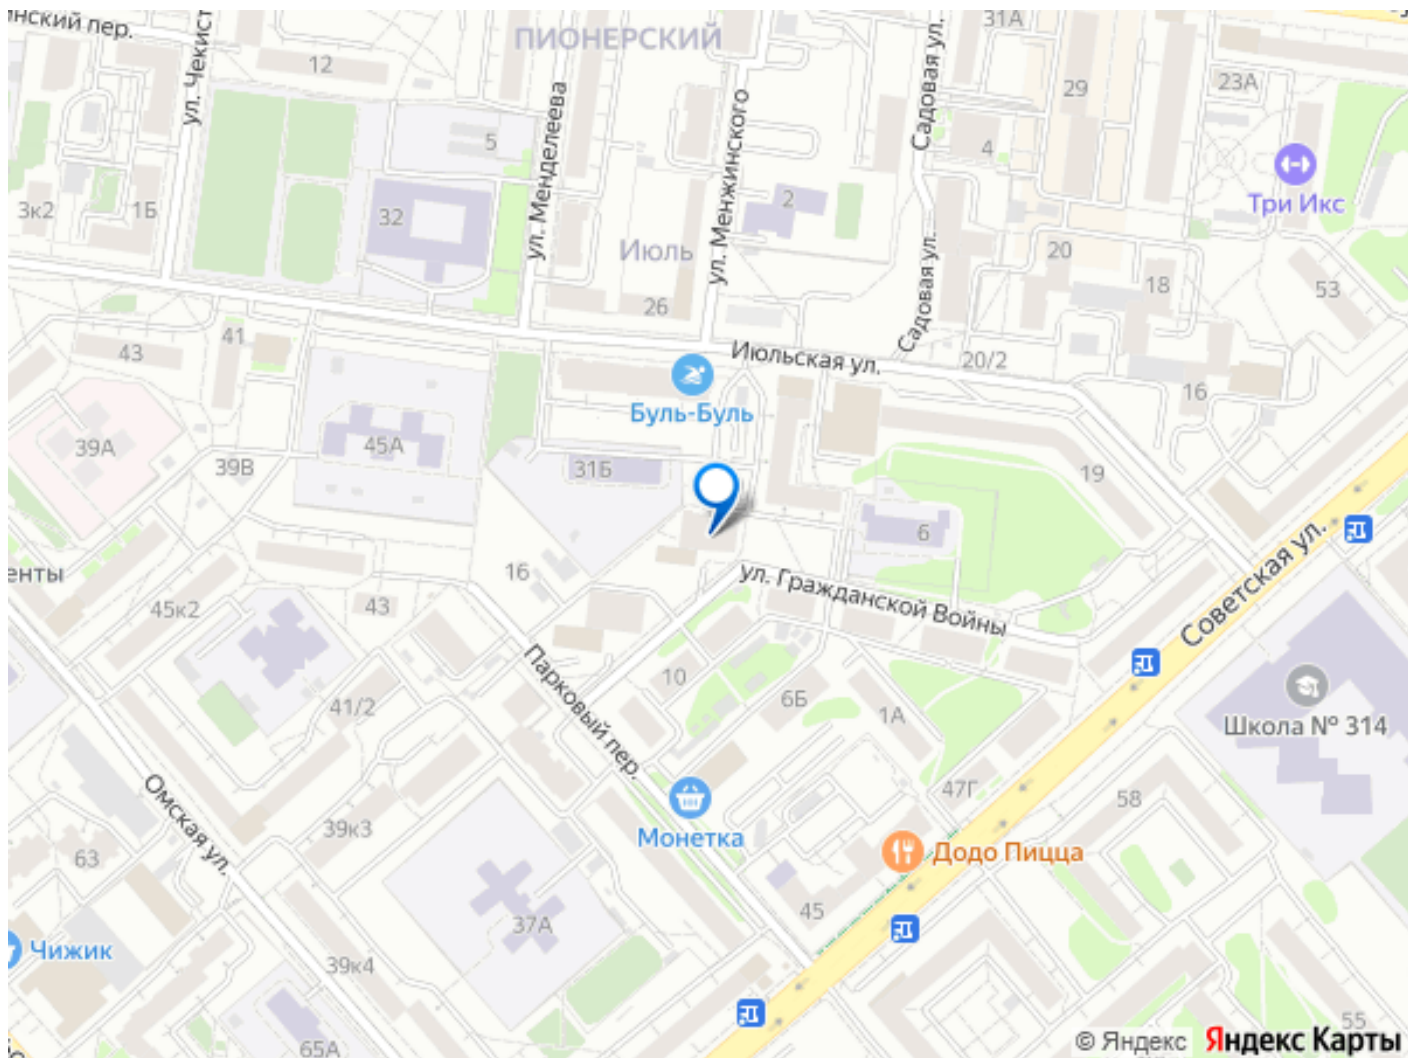 нский пер.
ул. Чекист
12
ПИОНЕРСКИЙ
31А
29
23А
Садовая ул.
ул. Менделеева
ул. Менжинского
5
4
3к2
1Б
32
2
Три Икс
Июль
20
18
53
26
Садовая ул.
41
43
Июльская ул.
20/2
16
Буль-Буль
39А
45А
39В
31Б
19
6
Советская ул.
енты
16
ул. Гражданской Войны
45к2
43
Парковый пер.
10
6Б
1А
41/2
Школа № 314
47Г
58
Омская ул.
39к3
Монетка
63
Додо Пицца
37А
45
Чижик
39к4
65А
55
© Яндекс Яндекс Карты